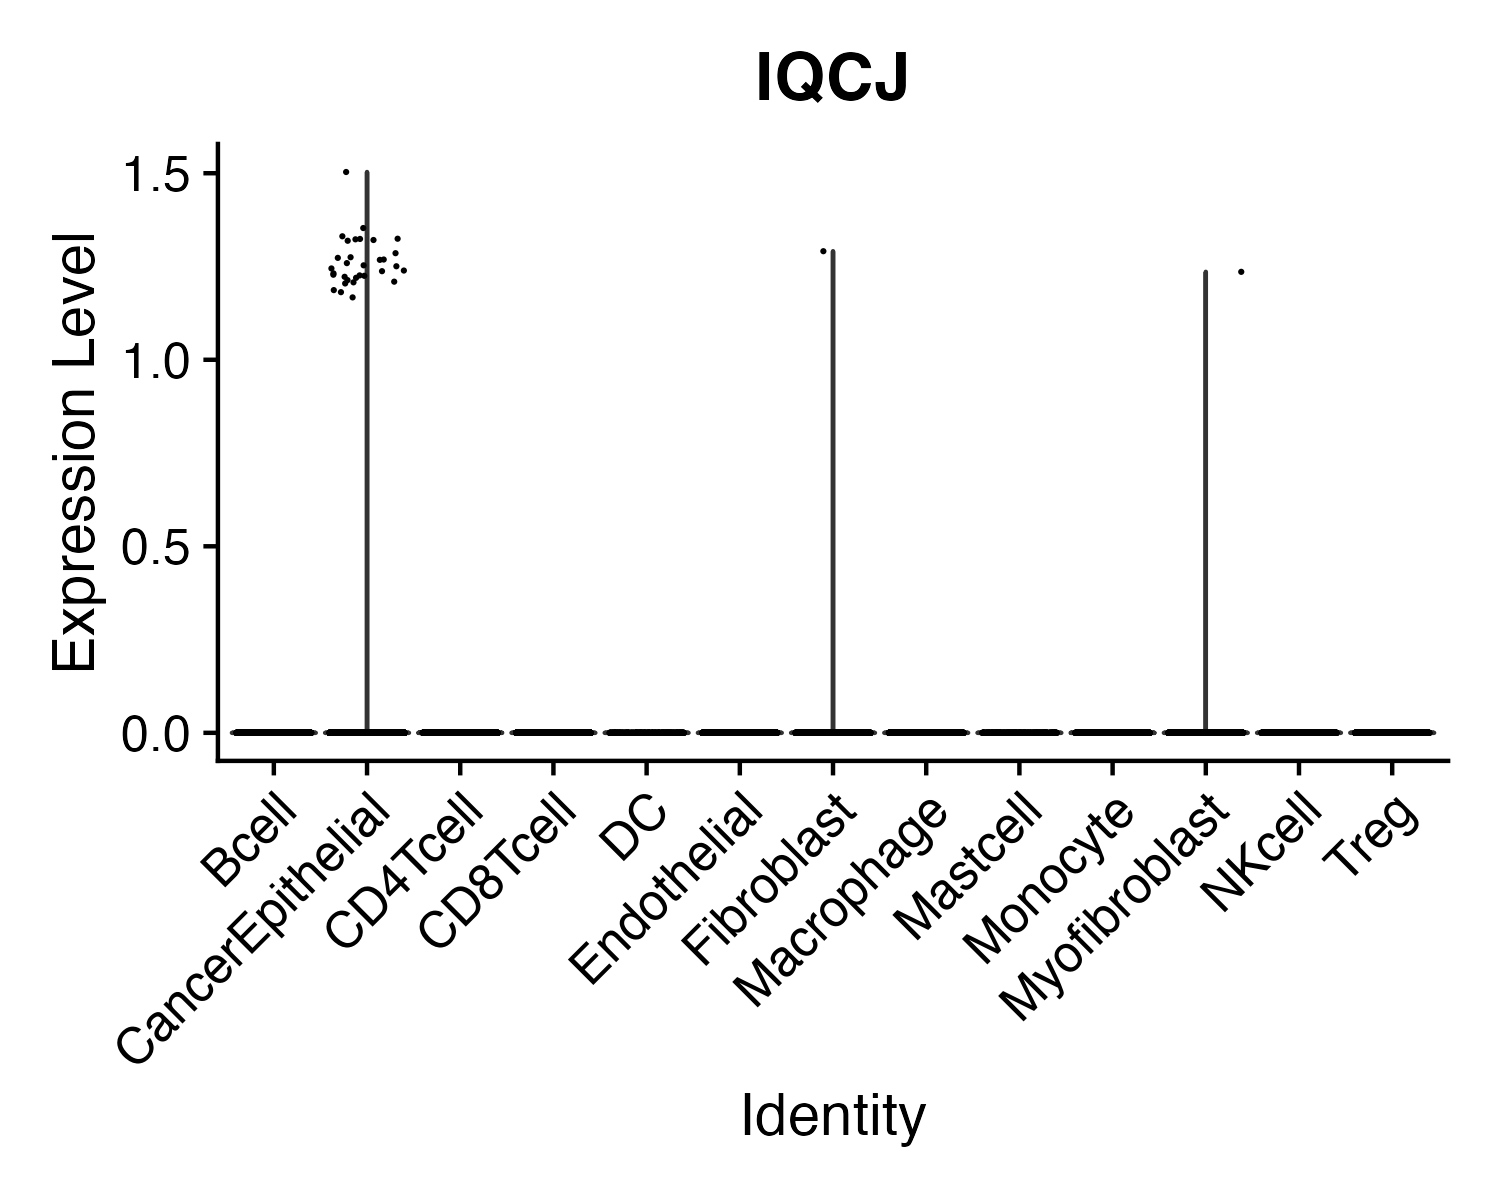 IQCJ
Expression Level
1.5
1.0
0.5
0.0
Bcell
CancerEpithelial
CD4Tcell
CD8Tcell
DC
Endothelial
Fibroblast
Macrophage
Mastcell
Monocyte
Myofibroblast
NKcell
Treg
Identity